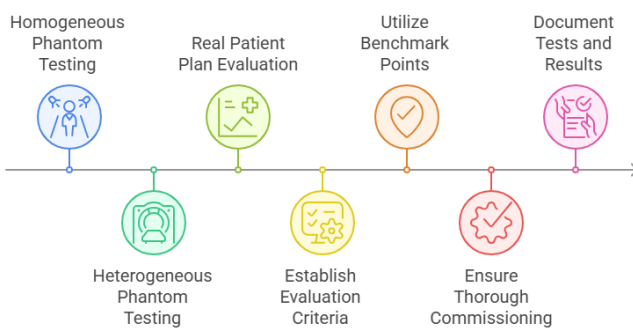 Homogeneous
Phantom
Testing
Heterogeneous
Phantom
Testing
Real Patient
Plan Evaluation
Establish
Evaluation
Criteria
Utilize
Benchmark
Points
Ensure
Thorough
Commissioning
Document
Tests and
Results